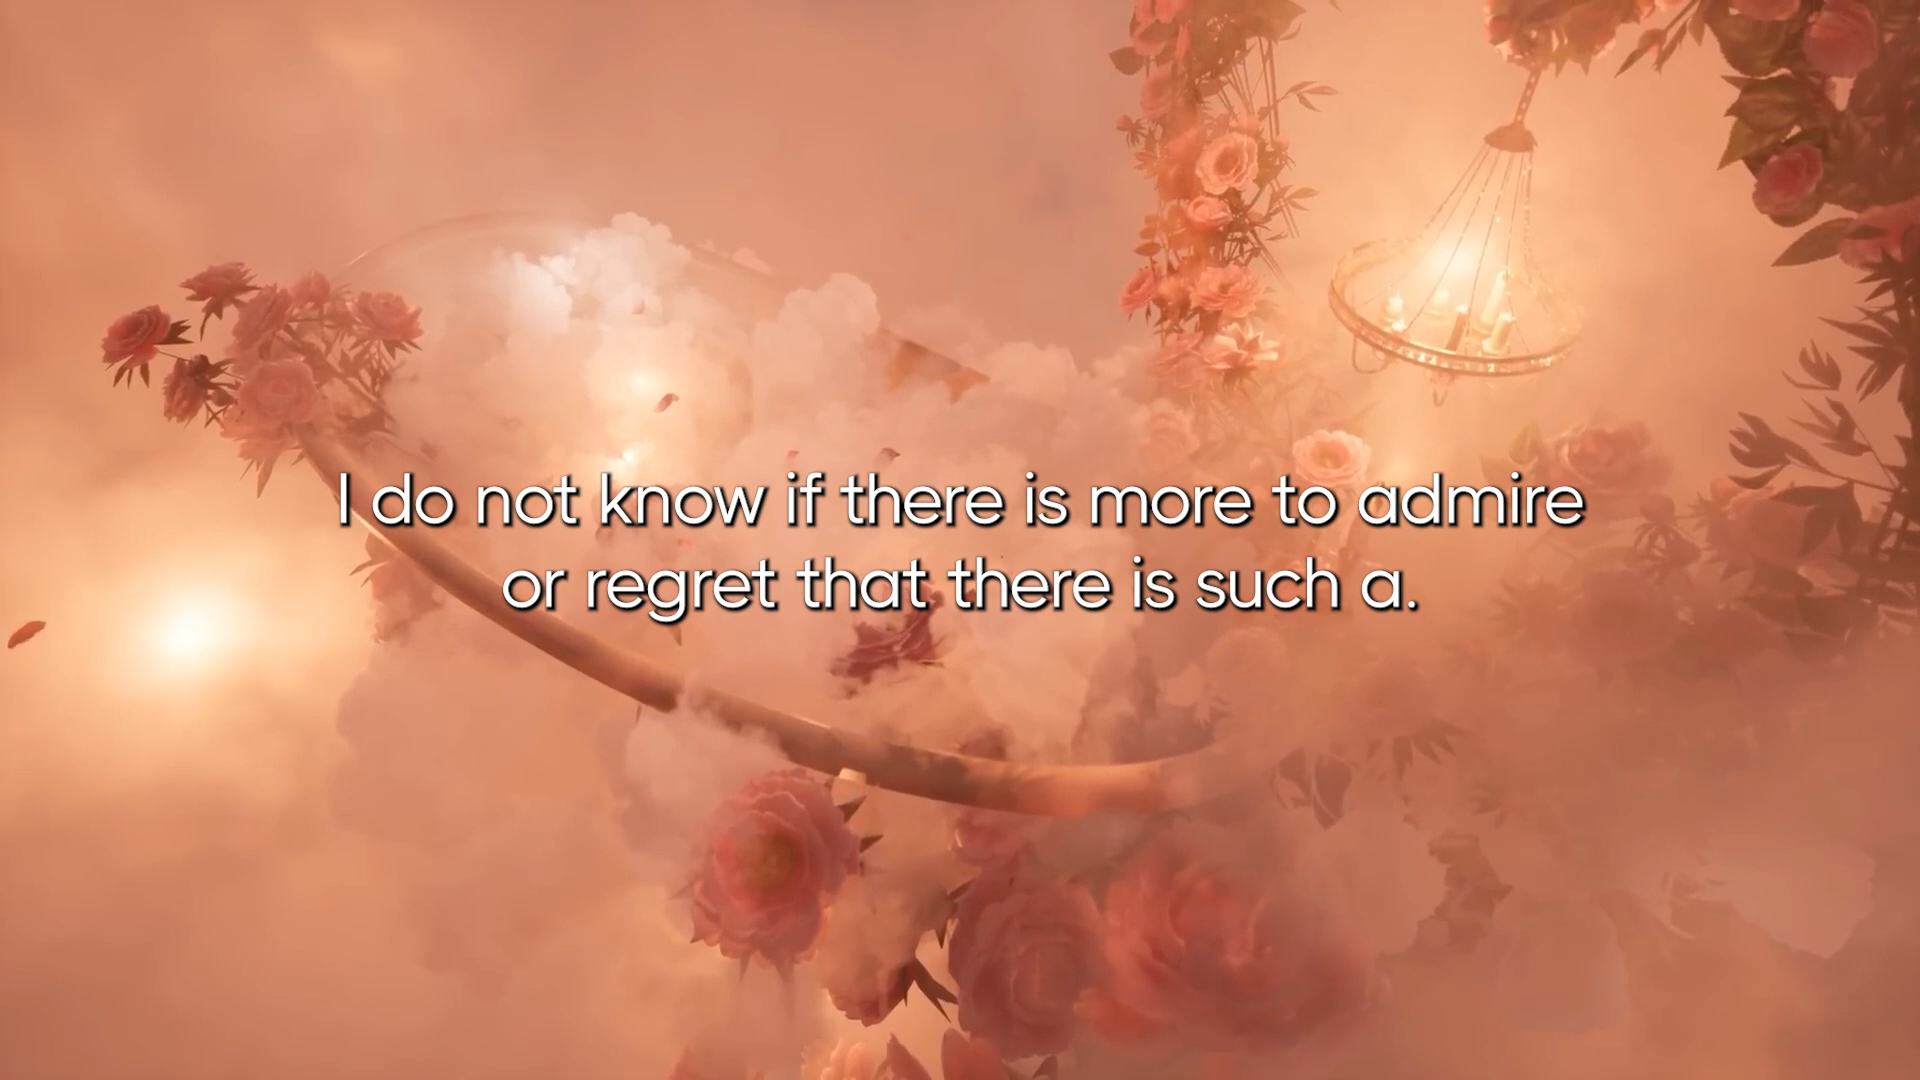 I do not know if there is more to admire
or regret that there is such a.